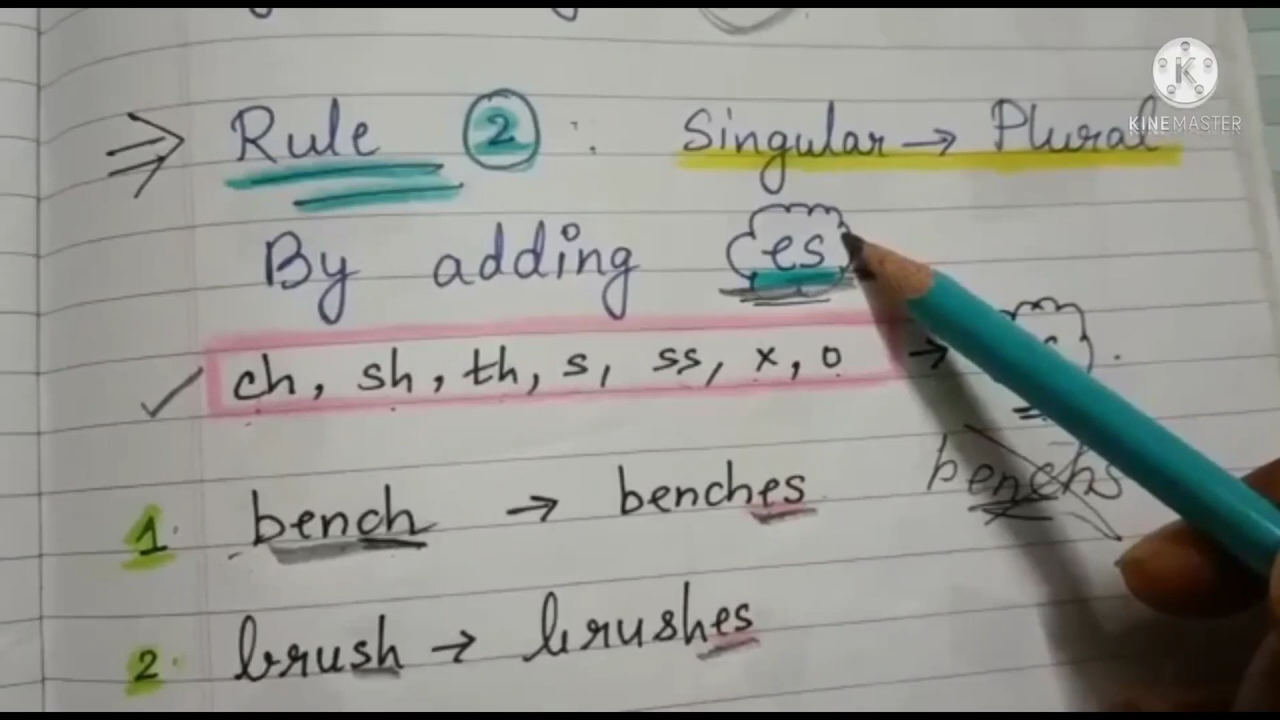 ⇒ Rule 2 : Singular → Plural
By adding es
✓ ch, sh, th, s, ss, x, o →
1. bench → benches benchs
2. brush → brushes
K
KINEMASTER